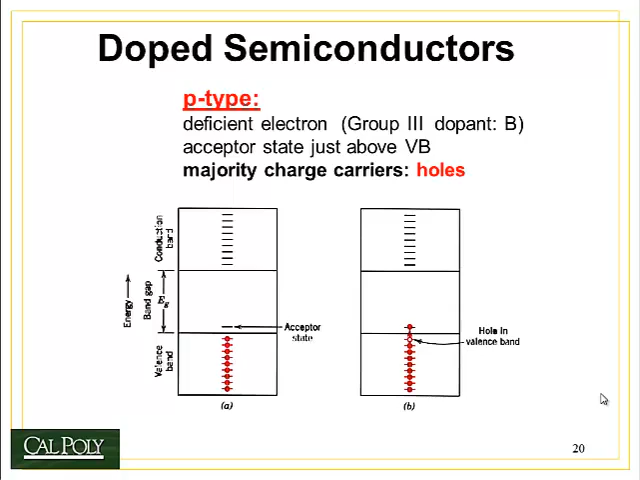 Doped Semiconductors
p-type:
deficient electron (Group III dopant: B)
acceptor state just above VB
majority charge carriers: holes
Conduction
band
Energy
Band gap
Eg
Acceptor
state
Valence
band
(a)
Hole in
valence band
(b)
CAL POLY
20